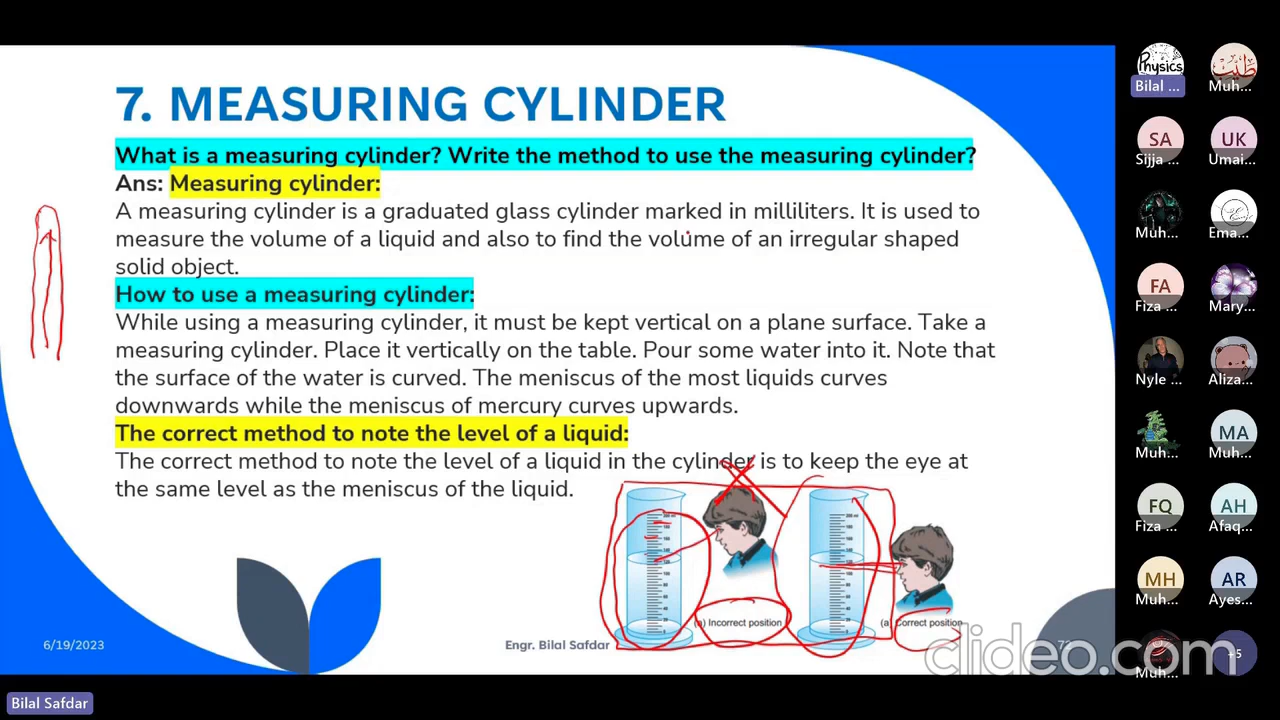 7. MEASURING CYLINDER
What is a measuring cylinder? Write the method to use the measuring cylinder?
Ans: Measuring cylinder:
A measuring cylinder is a graduated glass cylinder marked in milliliters. It is used to
measure the volume of a liquid and also to find the volume of an irregular shaped
solid object.
How to use a measuring cylinder:
While using a measuring cylinder, it must be kept vertical on a plane surface. Take a
measuring cylinder. Place it vertically on the table. Pour some water into it. Note that
the surface of the water is curved. The meniscus of the most liquids curves
downwards while the meniscus of mercury curves upwards.
The correct method to note the level of a liquid:
The correct method to note the level of a liquid in the cylinder is to keep the eye at
the same level as the meniscus of the liquid.
Incorrect position
(a) Correct position
6/19/2023
Engr. Bilal Safdar
clideo.com
Physics
Bilal ...
Muh...
SA
Sijja ...
UK
Umai...
Muh...
Ema...
FA
Fiza ...
Mary...
Nyle ...
Aliza...
Muh...
MA
Muh...
FQ
Fiza ...
AH
Afaq...
MH
Muh...
AR
Ayes...
Muh...
+5
Bilal Safdar